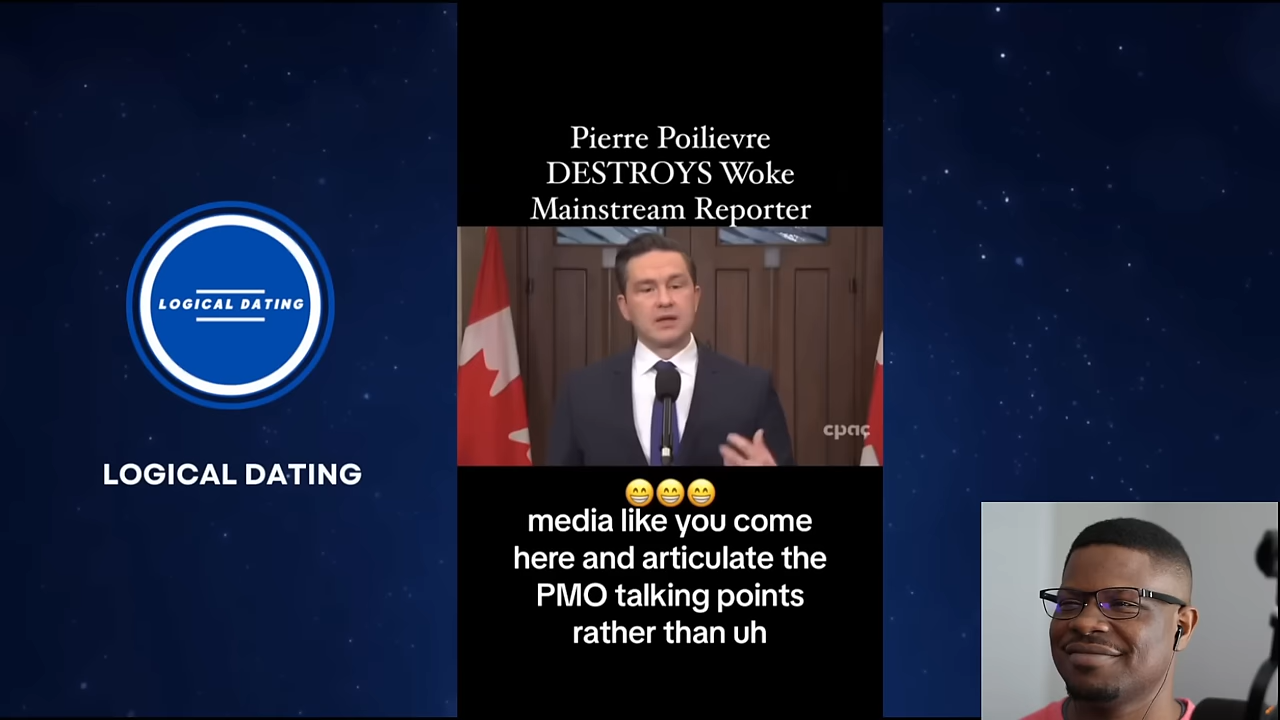 LOGICAL DATING
LOGICAL DATING
Pierre Poilievre
DESTROYS Woke
Mainstream Reporter
cpac
😁😁😁
media like you come
here and articulate the
PMO talking points
rather than uh